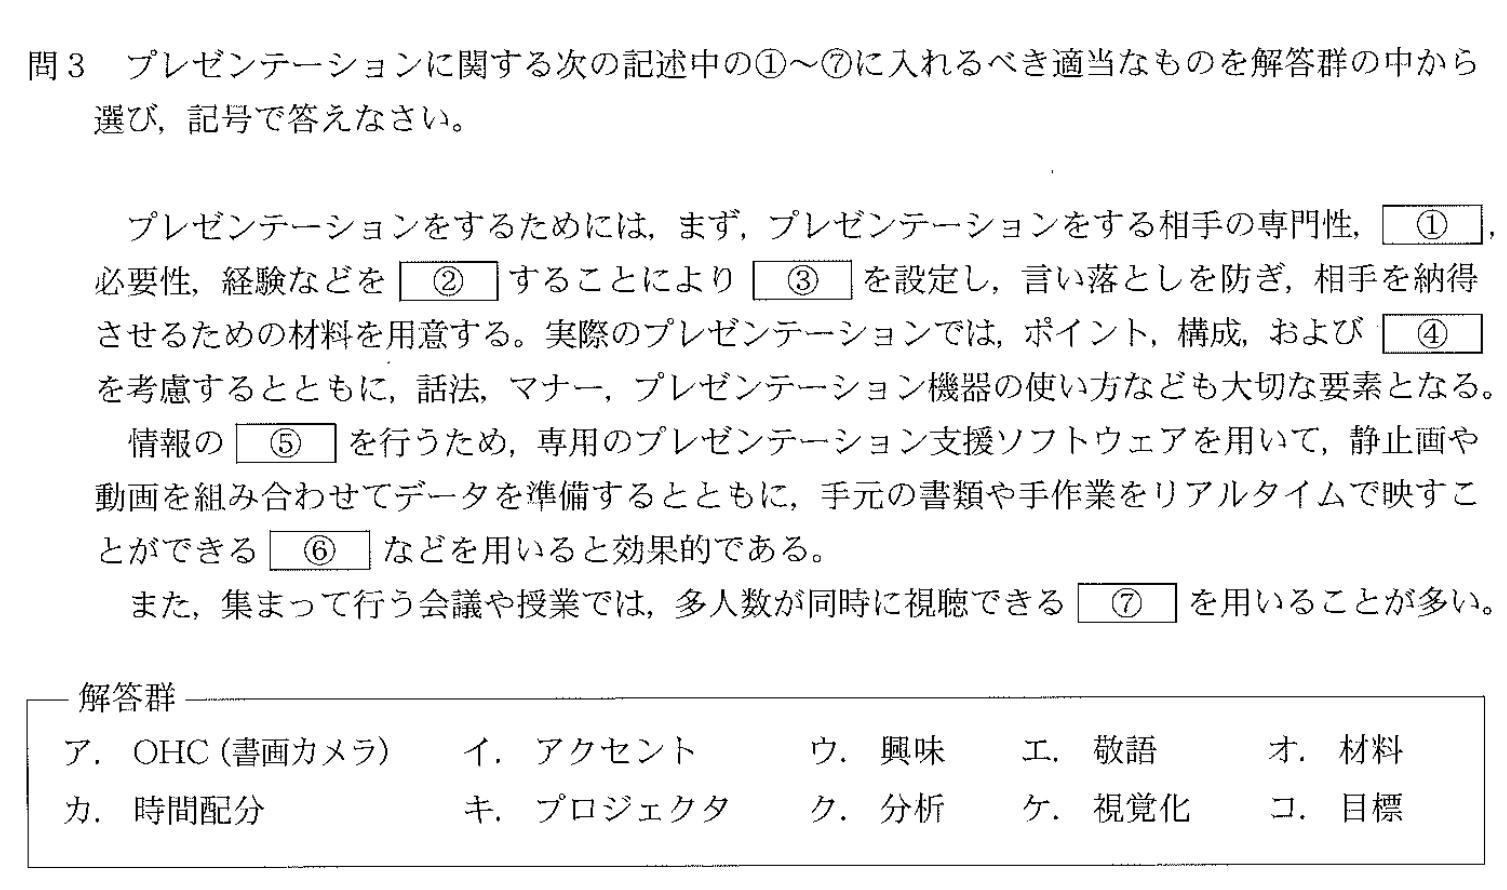 問3 プレゼンテーションに関する次の記述中の①〜⑦に入れるべき適当なものを解答群の中から
選び，記号で答えなさい。
プレゼンテーションをするためには，まず，プレゼンテーションをする相手の専門性， ① ，
必要性，経験などを ② することにより ③ を設定し，言い落としを防ぎ，相手を納得
させるための材料を用意する。実際のプレゼンテーションでは，ポイント，構成，および ④
を考慮するとともに，話法，マナー，プレゼンテーション機器の使い方なども大切な要素となる。
情報の ⑤ を行うため，専用のプレゼンテーション支援ソフトウェアを用いて，静止画や
動画を組み合わせてデータを準備するとともに，手元の書類や手作業をリアルタイムで映すこ
とができる ⑥ などを用いると効果的である。
また，集まって行う会議や授業では，多人数が同時に視聴できる ⑦ を用いることが多い。
解答群
ア． OHC（書画カメラ） イ． アクセント ウ． 興味 エ． 敬語 オ． 材料
カ． 時間配分 キ． プロジェクタ ク． 分析 ケ． 視覚化 コ． 目標